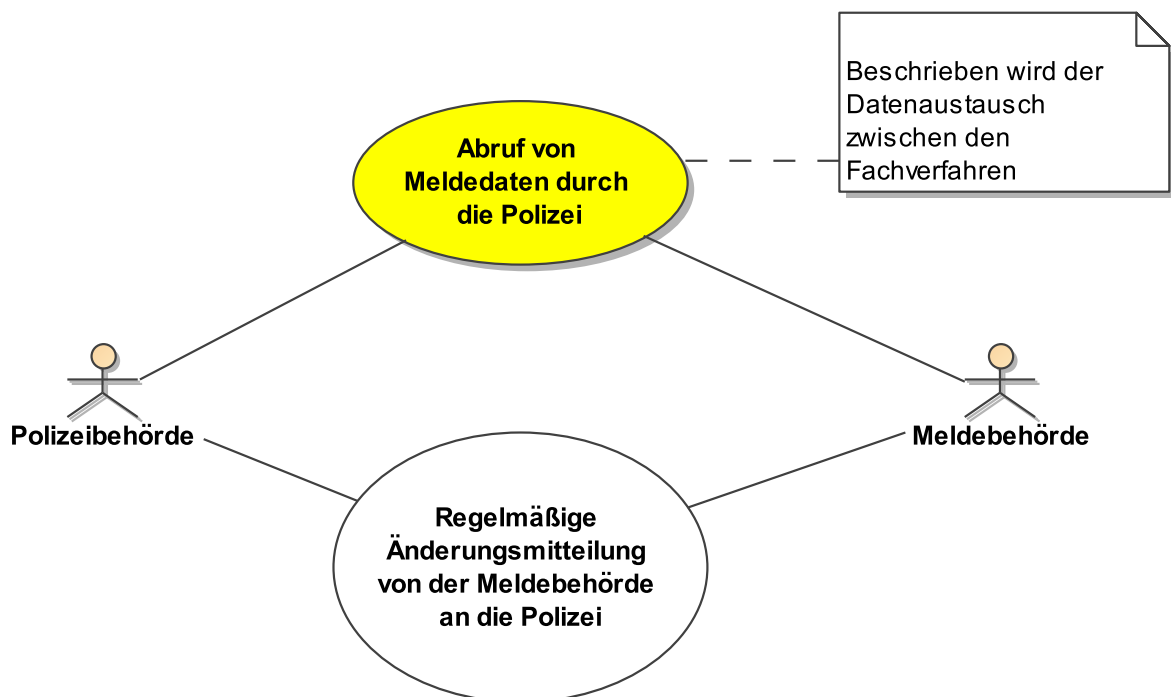 Beschrieben wird der
Datenaustausch
zwischen den
Fachverfahren
Abruf von
Meldedaten durch
die Polizei
Polizeibehörde
Meldebehörde
Regelmäßige
Änderungsmitteilung
von der Meldebehörde
an die Polizei